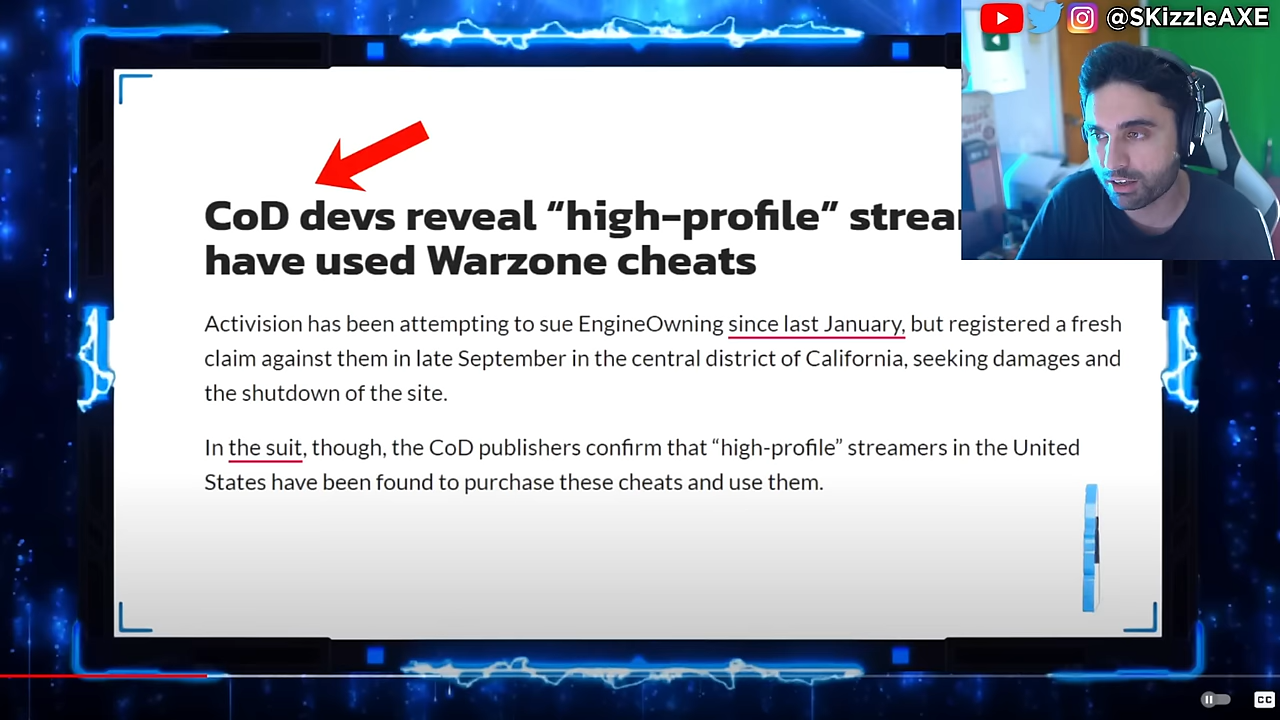 @SKizzleAXE
CoD devs reveal “high-profile”
have used Warzone cheats
Activision has been attempting to sue EngineOwning since last January, but registered a fresh
claim against them in late September in the central district of California, seeking damages and
the shutdown of the site.
In the suit, though, the CoD publishers confirm that “high-profile” streamers in the United
States have been found to purchase these cheats and use them.
CC